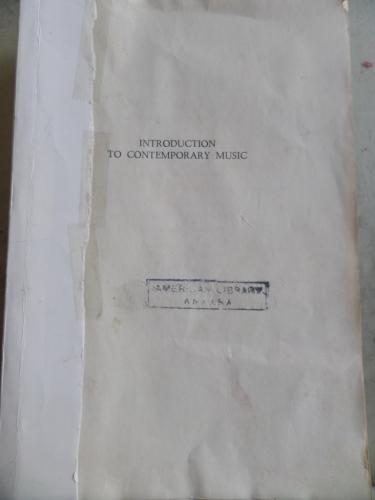 INTRODUCTION
TO CONTEMPORARY MUSIC
AMERICAN LIBRARY
ANKARA